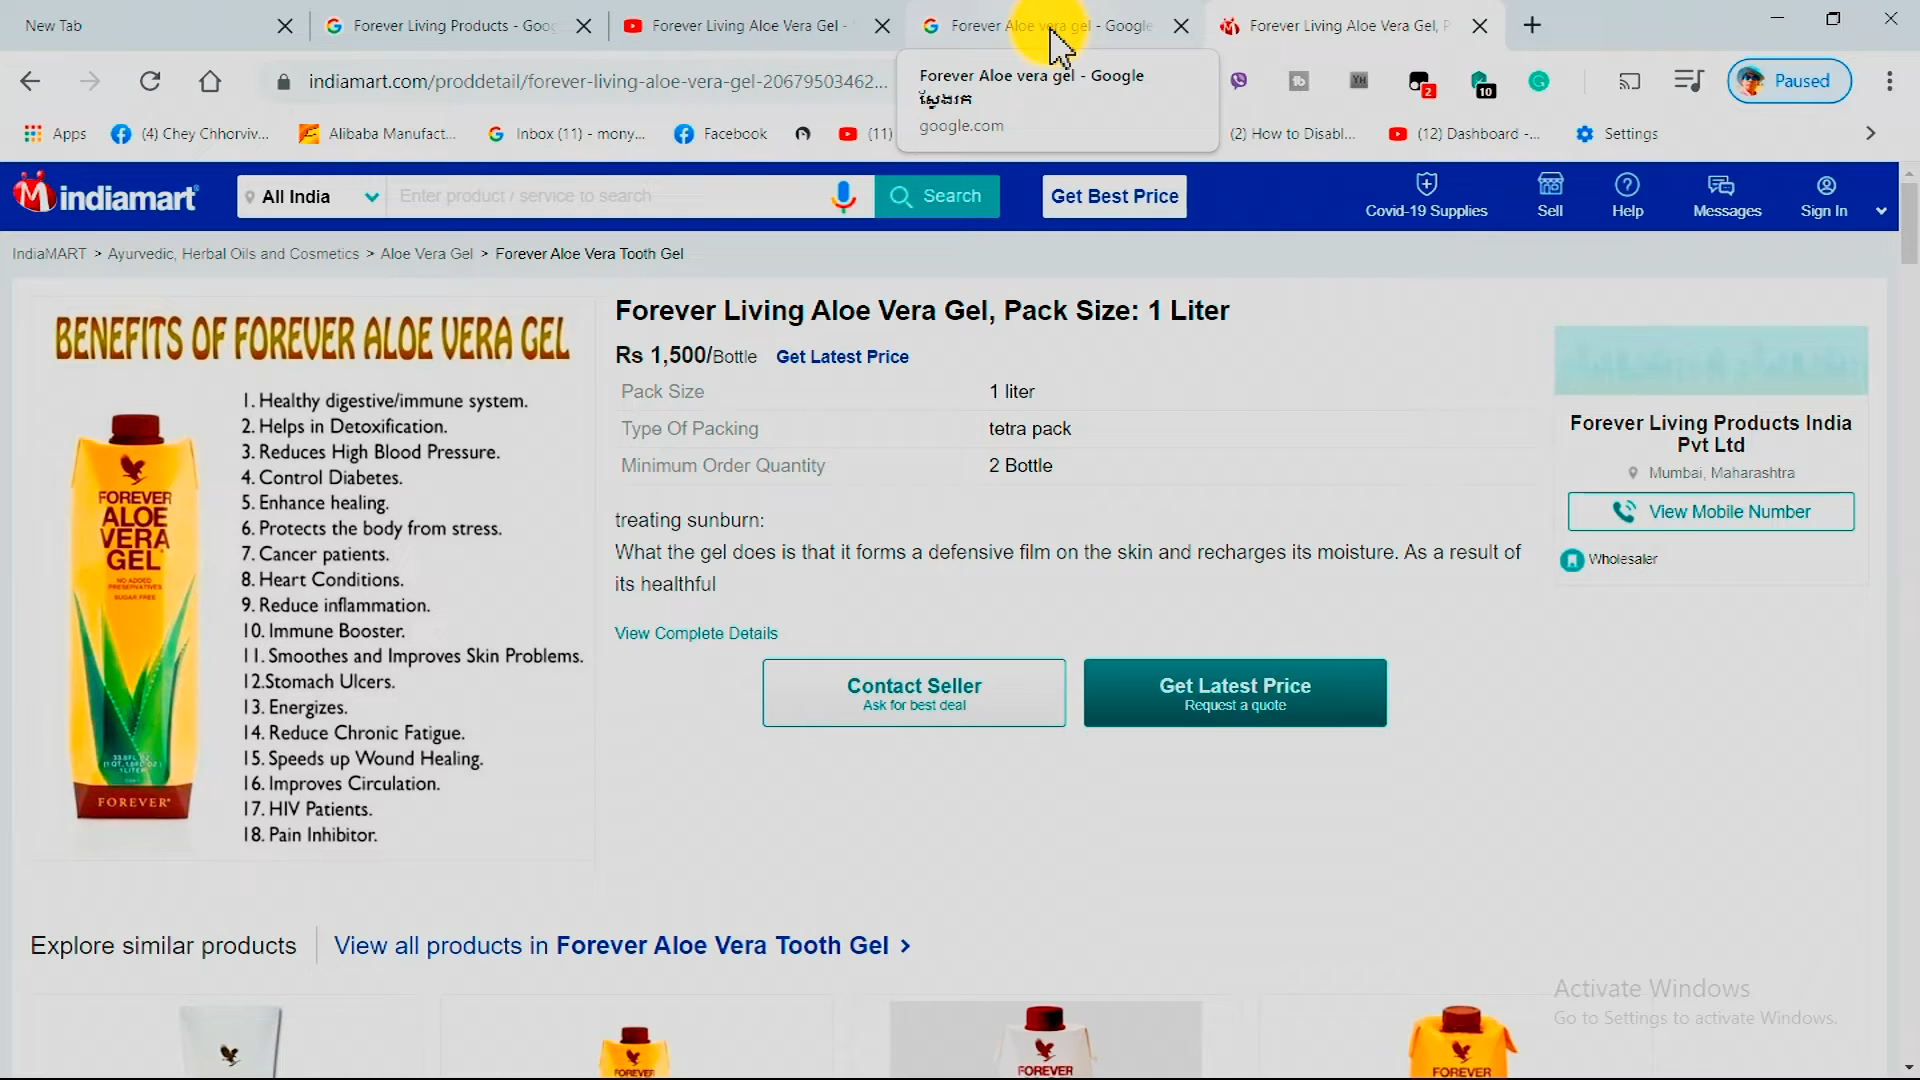 New Tab
Forever Living Products - Goog
Forever Living Aloe Vera Gel -
Forever Aloe vera gel - Google
Forever Living Aloe Vera Gel, P
indiamart.com/proddetail/forever-living-aloe-vera-gel-20679503462...
Forever Aloe vera gel - Google
ស្វែងរក
google.com
2
10
Paused
Apps
(4) Chey Chhorviv...
Alibaba Manufact...
Inbox (11) - mony...
Facebook
(11)
(2) How to Disabl...
(12) Dashboard -...
Settings
indiamart
All India
Enter product / service to search
Search
Get Best Price
Covid-19 Supplies
Sell
Help
Messages
Sign In
IndiaMART > Ayurvedic, Herbal Oils and Cosmetics > Aloe Vera Gel > Forever Aloe Vera Tooth Gel
BENEFITS OF FOREVER ALOE VERA GEL
1. Healthy digestive/immune system.
2. Helps in Detoxification.
3. Reduces High Blood Pressure.
4. Control Diabetes.
5. Enhance healing.
6. Protects the body from stress.
7. Cancer patients.
8. Heart Conditions.
9. Reduce inflammation.
10. Immune Booster.
11. Smoothes and Improves Skin Problems.
12.Stomach Ulcers.
13. Energizes.
14. Reduce Chronic Fatigue.
15. Speeds up Wound Healing.
16. Improves Circulation.
17. HIV Patients.
18. Pain Inhibitor.
FOREVER
ALOE
VERA
GEL
NO ADDED
PRESERVATIVES
SUGAR FREE
1 LITER
FOREVER
Forever Living Aloe Vera Gel, Pack Size: 1 Liter
Rs 1,500/Bottle Get Latest Price
Pack Size 1 liter
Type Of Packing tetra pack
Minimum Order Quantity 2 Bottle
treating sunburn:
What the gel does is that it forms a defensive film on the skin and recharges its moisture. As a result of
its healthful
View Complete Details
Contact Seller
Ask for best deal
Get Latest Price
Request a quote
Forever Living Products India
Pvt Ltd
Mumbai, Maharashtra
View Mobile Number
Wholesaler
Explore similar products
View all products in Forever Aloe Vera Tooth Gel >
FOREVER
FOREVER
FOREVER
Activate Windows
Go to Settings to activate Windows.